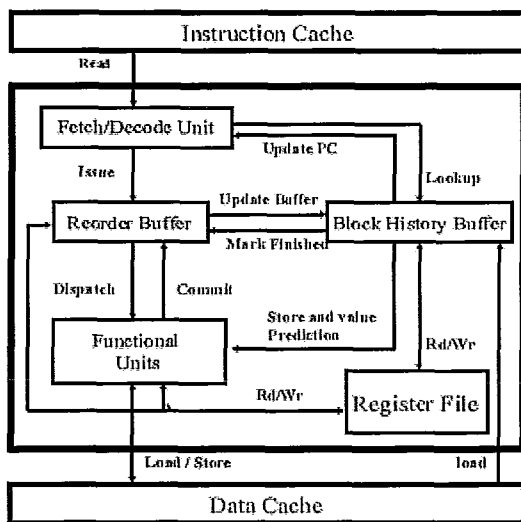 Instruction Cache
Read
Fetch/Decode Unit
Update PC
Issue
Lookup
Update Buffer
Reorder Buffer
Block History Buffer
Mark Finished
Dispatch
Commit
Store and value
Prediction
Functional
Units
Rd/Wr
Rd/Wr
Register File
Load / Store
load
Data Cache